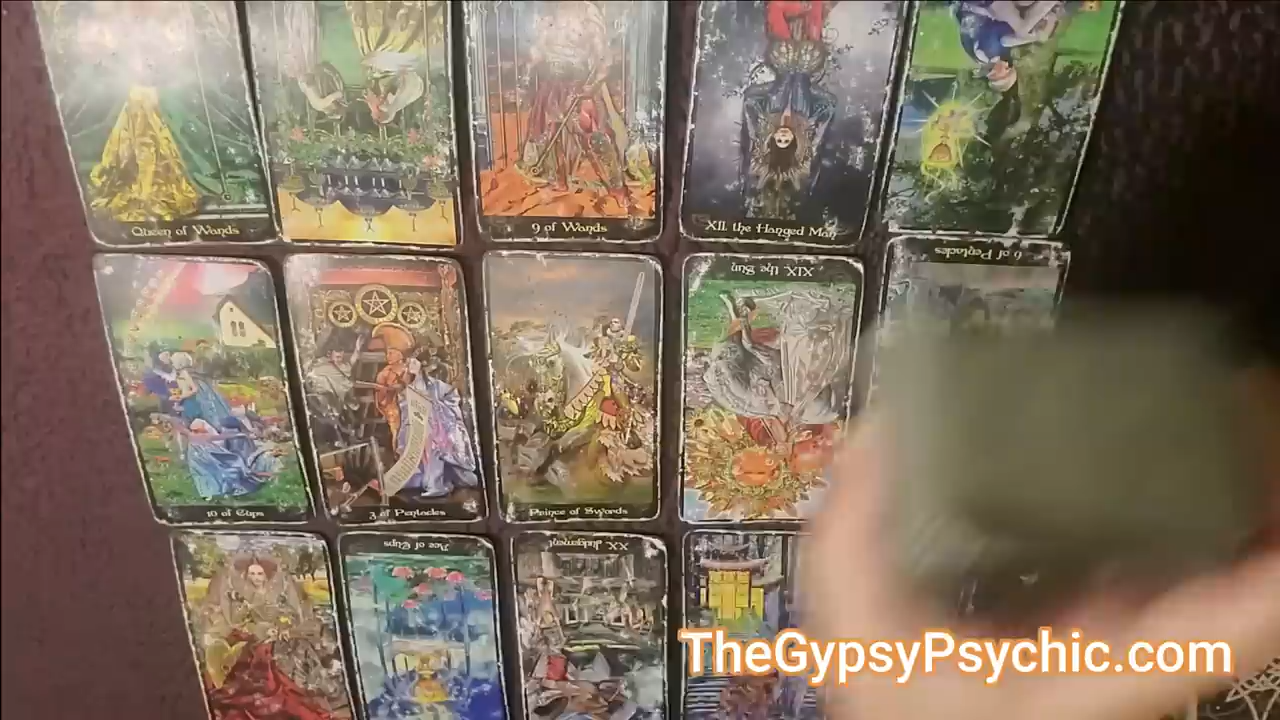 Queen of Wands
9 of Wands
XII. the Hanged Man
6 of Pentacles
XIX the Sun
10 of Cups
3 of Pentacles
Prince of Swords
Ace of Cups
XX Judgement
TheGypsyPsychic.com